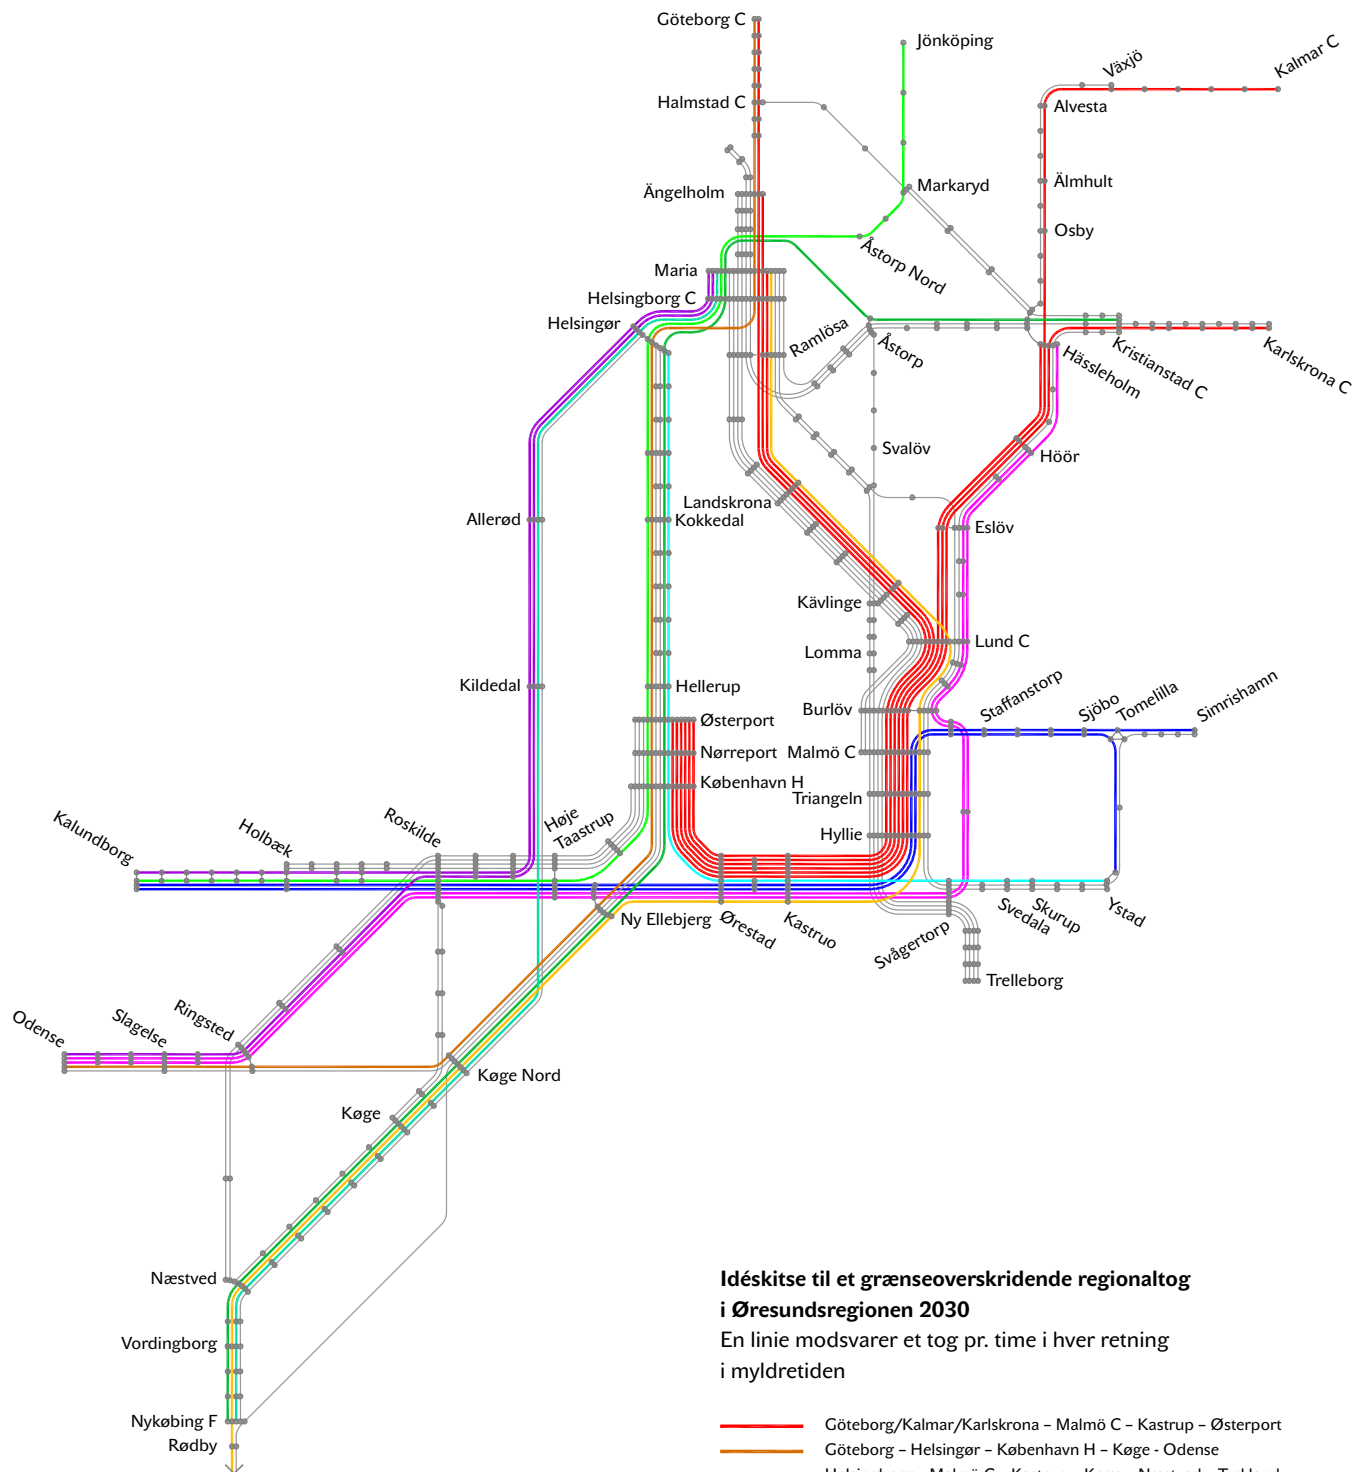 Göteborg C
Jönköping
Växjö
Kalmar C
Halmstad C
Alvesta
Ängelholm
Markaryd
Älmhult
Osby
Åstorp Nord
Maria
Helsingborg C
Helsingør
Ramlösa
Åstorp
Hässleholm
Kristianstad C
Karlskrona C
Svalöv
Höör
Landskrona
Allerød
Kokkedal
Eslöv
Kävlinge
Lomma
Lund C
Kildedal
Hellerup
Burlöv
Staffanstorp
Sjöbo
Tomelilla
Simrishamn
Østerport
Nørreport
Malmö C
København H
Triangeln
Hyllie
Kalundborg
Holbæk
Roskilde
Høje
Taastrup
Ny Ellebjerg
Ørestad
Kastruo
Svågertorp
Svedala
Skurup
Ystad
Trelleborg
Odense
Slagelse
Ringsted
Køge Nord
Køge
Næstved
Vordingborg
Nykøbing F
Rødby
Idéskitse til et grænseoverskridende regionaltog
i Øresundsregionen 2030
En linie modsvarer et tog pr. time i hver retning
i myldretiden
Göteborg/Kalmar/Karlskrona – Malmö C – Kastrup – Østerport
Göteborg – Helsingør – København H – Køge - Odense